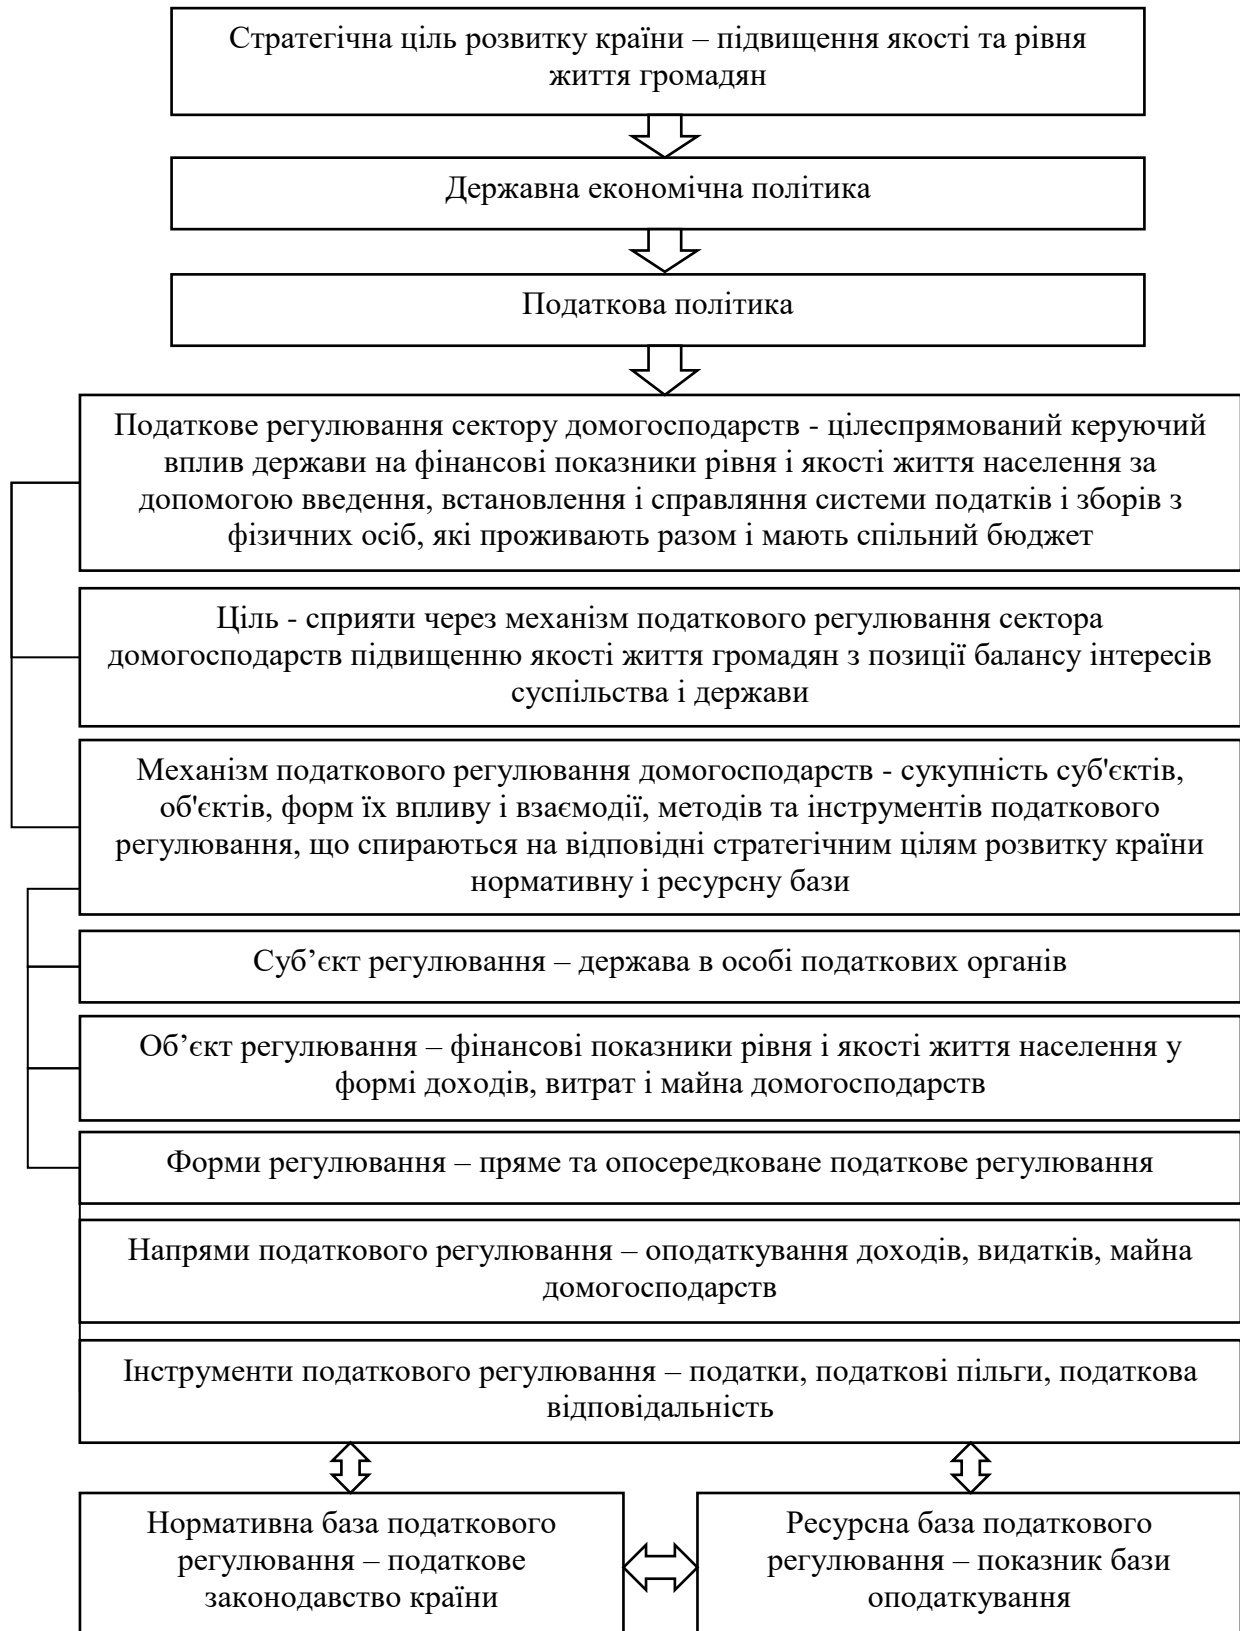 Стратегічна ціль розвитку країни – підвищення якості та рівня
життя громадян
Державна економічна політика
Податкова політика
Податкове регулювання сектору домогосподарств - цілеспрямований керуючий
вплив держави на фінансові показники рівня і якості життя населення за
допомогою введення, встановлення і справляння системи податків і зборів з
фізичних осіб, які проживають разом і мають спільний бюджет
Ціль - сприяти через механізм податкового регулювання сектора
домогосподарств підвищенню якості життя громадян з позиції балансу інтересів
суспільства і держави
Механізм податкового регулювання домогосподарств - сукупність суб'єктів,
об'єктів, форм їх впливу і взаємодії, методів та інструментів податкового
регулювання, що спираються на відповідні стратегічним цілям розвитку країни
нормативну і ресурсну бази
Суб’єкт регулювання – держава в особі податкових органів
Об’єкт регулювання – фінансові показники рівня і якості життя населення у
формі доходів, витрат і майна домогосподарств
Форми регулювання – пряме та опосередковане податкове регулювання
Напрями податкового регулювання – оподаткування доходів, видатків, майна
домогосподарств
Інструменти податкового регулювання – податки, податкові пільги, податкова
відповідальність
Нормативна база податкового
регулювання – податкове
законодавство країни
Ресурсна база податкового
регулювання – показник бази
оподаткування